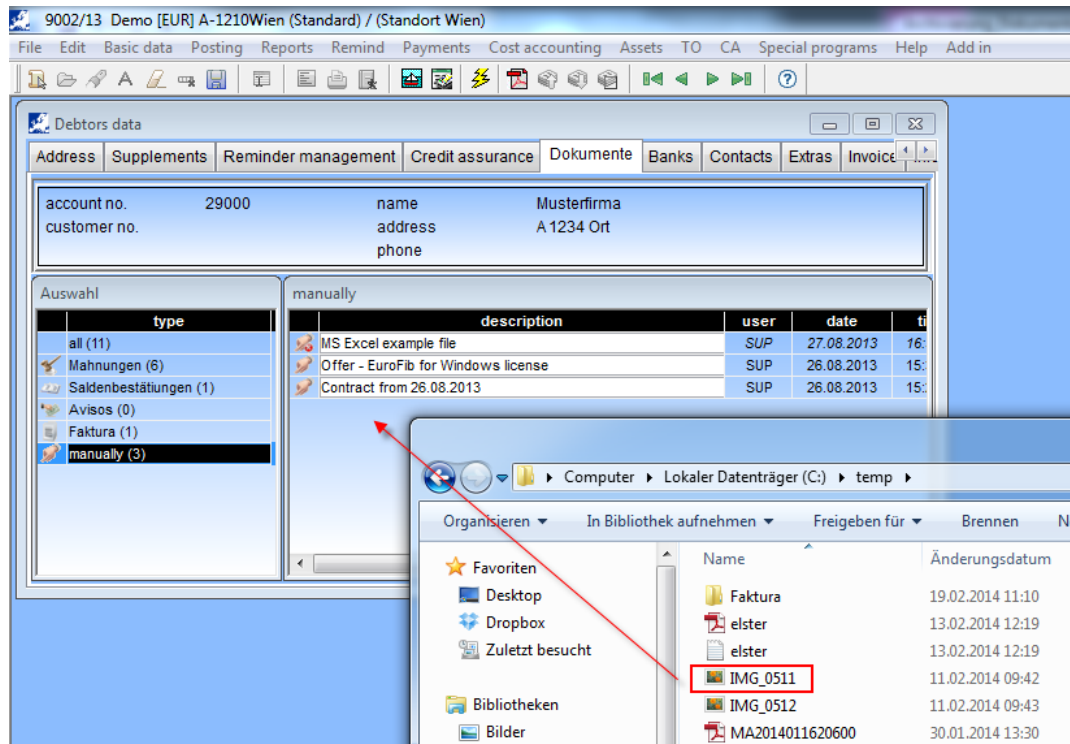 9002/13 Demo [EUR] A-1210Wien (Standard) / (Standort Wien)
File Edit Basic data Posting Reports Remind Payments Cost accounting Assets TO CA Special programs Help Add in
Debtors data
Address Supplements Reminder management Credit assurance Dokumente Banks Contacts Extras Invoice
account no. 29000 name Musterfirma
customer no. address A 1234 Ort
phone
Auswahl
type
all (11)
Mahnungen (6)
Saldenbestätiungen (1)
Avisos (0)
Faktura (1)
manually (3)
manually
description user date ti
MS Excel example file SUP 27.08.2013 16:
Offer - EuroFib for Windows license SUP 26.08.2013 15:
Contract from 26.08.2013 SUP 26.08.2013 15:
Computer Lokaler Datenträger (C:) temp
Organisieren In Bibliothek aufnehmen Freigeben für Brennen N
Favoriten
Desktop
Dropbox
Zuletzt besucht
Bibliotheken
Bilder
Name Änderungsdatum
Faktura 19.02.2014 11:10
elster 13.02.2014 12:19
elster 13.02.2014 12:19
IMG_0511 11.02.2014 09:42
IMG_0512 11.02.2014 09:43
MA2014011620600 30.01.2014 13:30